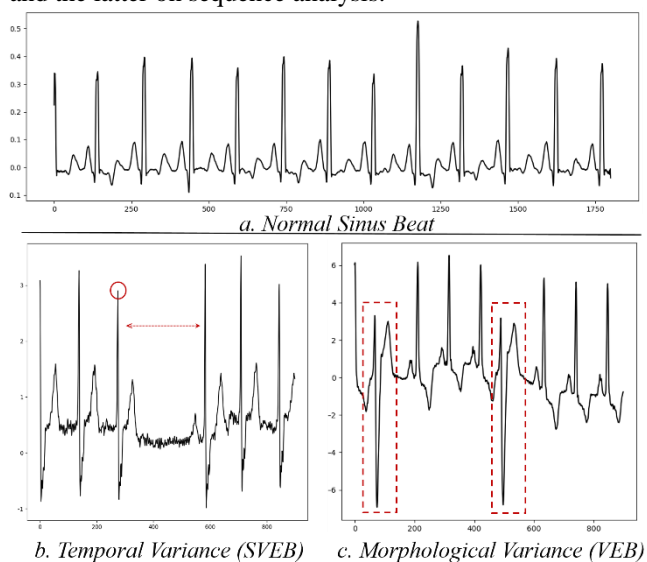 and the latter on sequence analysis.
0.5
0.4
0.3
0.2
0.1
0.0
0.1
0 250 500 750 1000 1250 1500 1750
a. Normal Sinus Beat
3
2
1
0
-1
0 200 400 600 800
b. Temporal Variance (SVEB)
6
4
2
0
-2
-4
-6
0 200 400 600 800
c. Morphological Variance (VEB)